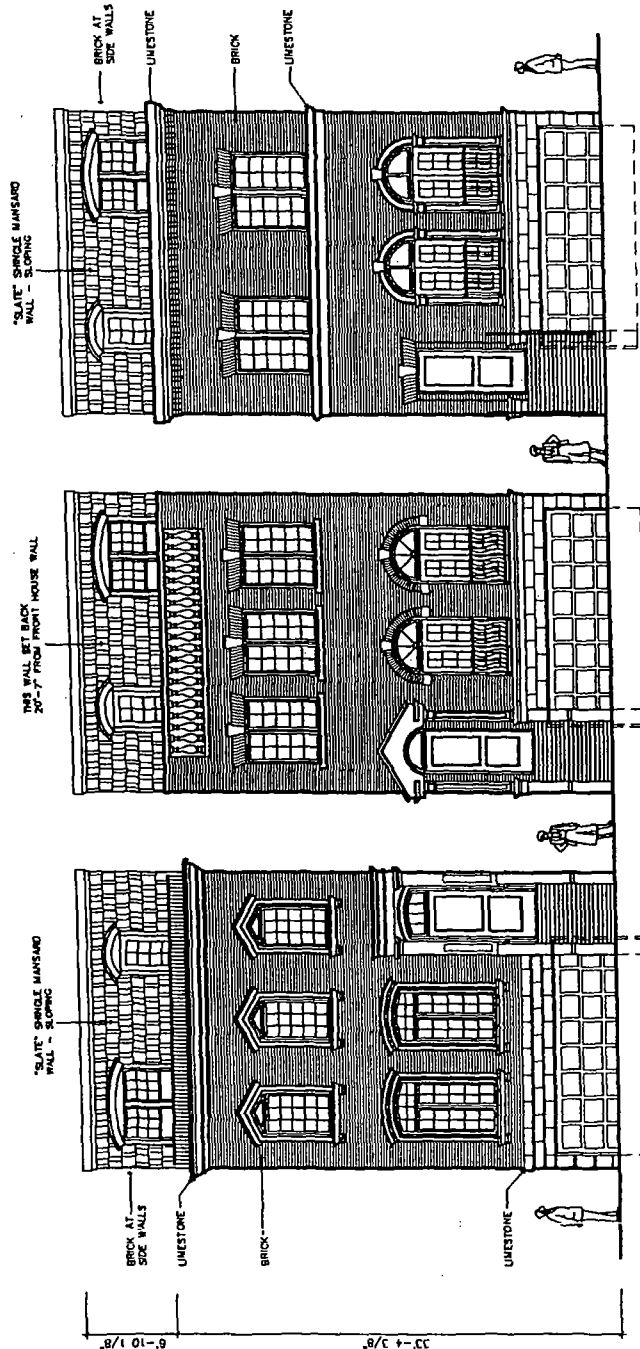 "SLATE" SHINGLE MANSARD
WALL - SLOPING
THIS WALL SET BACK
20'-7" FROM FRONT HOUSE WALL
"SLATE" SHINGLE MANSARD
WALL - SLOPING
6'-10 1/8"
33'-4 3/8"
BRICK AT
SIDE WALLS
LIMESTONE
BRICK
LIMESTONE
BRICK AT
SIDE WALLS
LIMESTONE
BRICK
LIMESTONE